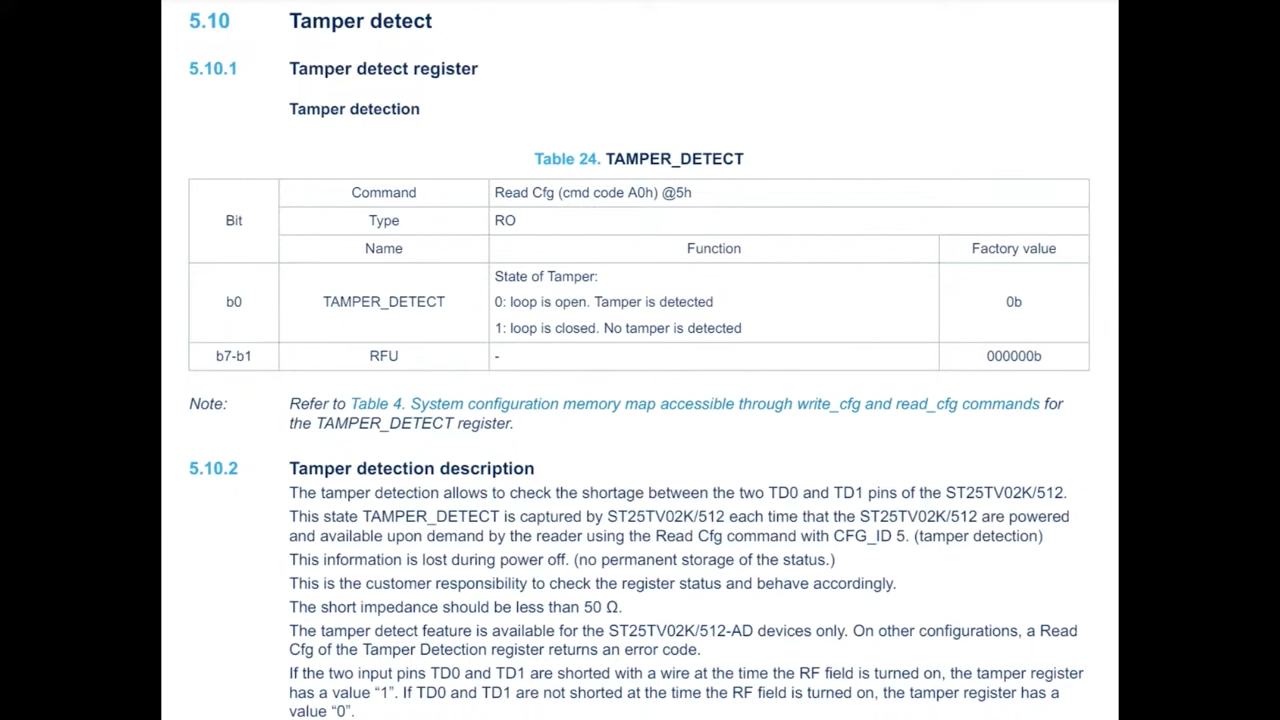 5.10 Tamper detect
5.10.1 Tamper detect register
Tamper detection
Table 24. TAMPER_DETECT
Bit
Command Read Cfg (cmd code A0h) @5h
Type RO
Name Function Factory value
b0 TAMPER_DETECT
State of Tamper:
0: loop is open. Tamper is detected
1: loop is closed. No tamper is detected
0b
b7-b1 RFU - 000000b
Note: Refer to Table 4. System configuration memory map accessible through write_cfg and read_cfg commands for
the TAMPER_DETECT register.
5.10.2 Tamper detection description
The tamper detection allows to check the shortage between the two TD0 and TD1 pins of the ST25TV02K/512.
This state TAMPER_DETECT is captured by ST25TV02K/512 each time that the ST25TV02K/512 are powered
and available upon demand by the reader using the Read Cfg command with CFG_ID 5. (tamper detection)
This information is lost during power off. (no permanent storage of the status.)
This is the customer responsibility to check the register status and behave accordingly.
The short impedance should be less than 50 Ω.
The tamper detect feature is available for the ST25TV02K/512-AD devices only. On other configurations, a Read
Cfg of the Tamper Detection register returns an error code.
If the two input pins TD0 and TD1 are shorted with a wire at the time the RF field is turned on, the tamper register
has a value “1”. If TD0 and TD1 are not shorted at the time the RF field is turned on, the tamper register has a
value “0”.